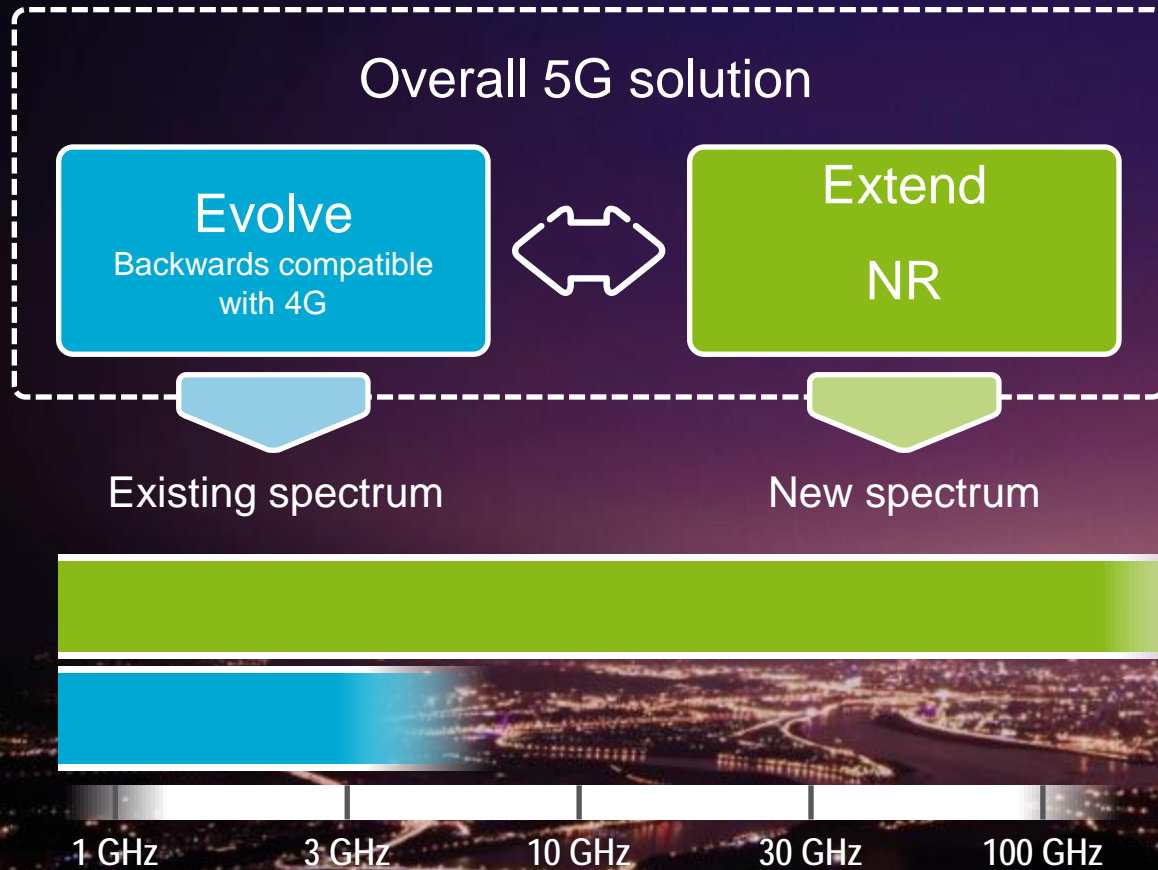 Overall 5G solution
Evolve
Backwards compatible
with 4G
Extend
NR
Existing spectrum
New spectrum
1 GHz
3 GHz
10 GHz
30 GHz
100 GHz